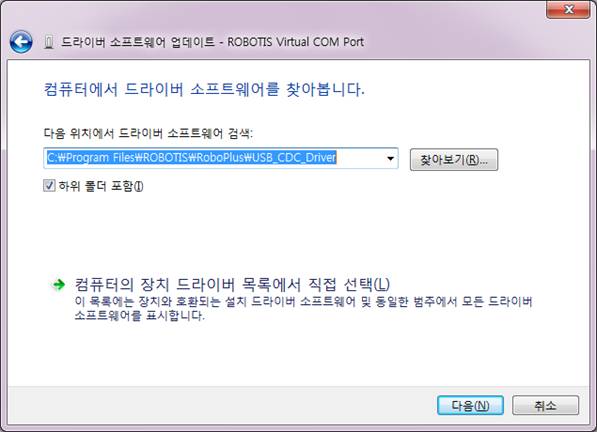 드라이버 소프트웨어 업데이트 - ROBOTIS Virtual COM Port
컴퓨터에서 드라이버 소프트웨어를 찾아봅니다.
다음 위치에서 드라이버 소프트웨어 검색:
C:₩Program Files₩ROBOTIS₩RoboPlus₩USB_CDC_Driver
찾아보기(R)...
하위 폴더 포함(I)
컴퓨터의 장치 드라이버 목록에서 직접 선택(L)
이 목록에는 장치와 호환되는 설치 드라이버 소프트웨어 및 동일한 범주에서 모든 드라이버
소프트웨어를 표시합니다.
다음(N)
취소